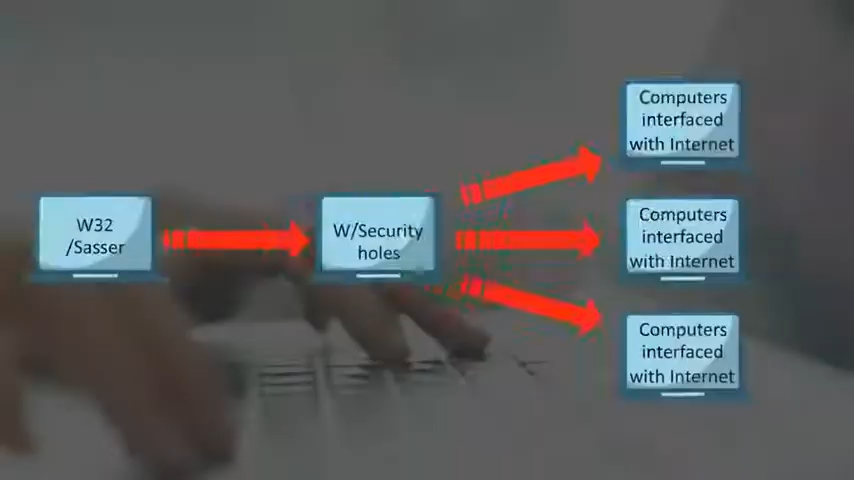 W32
/Sasser
W/Security
holes
Computers
interfaced
with Internet
Computers
interfaced
with Internet
Computers
interfaced
with Internet